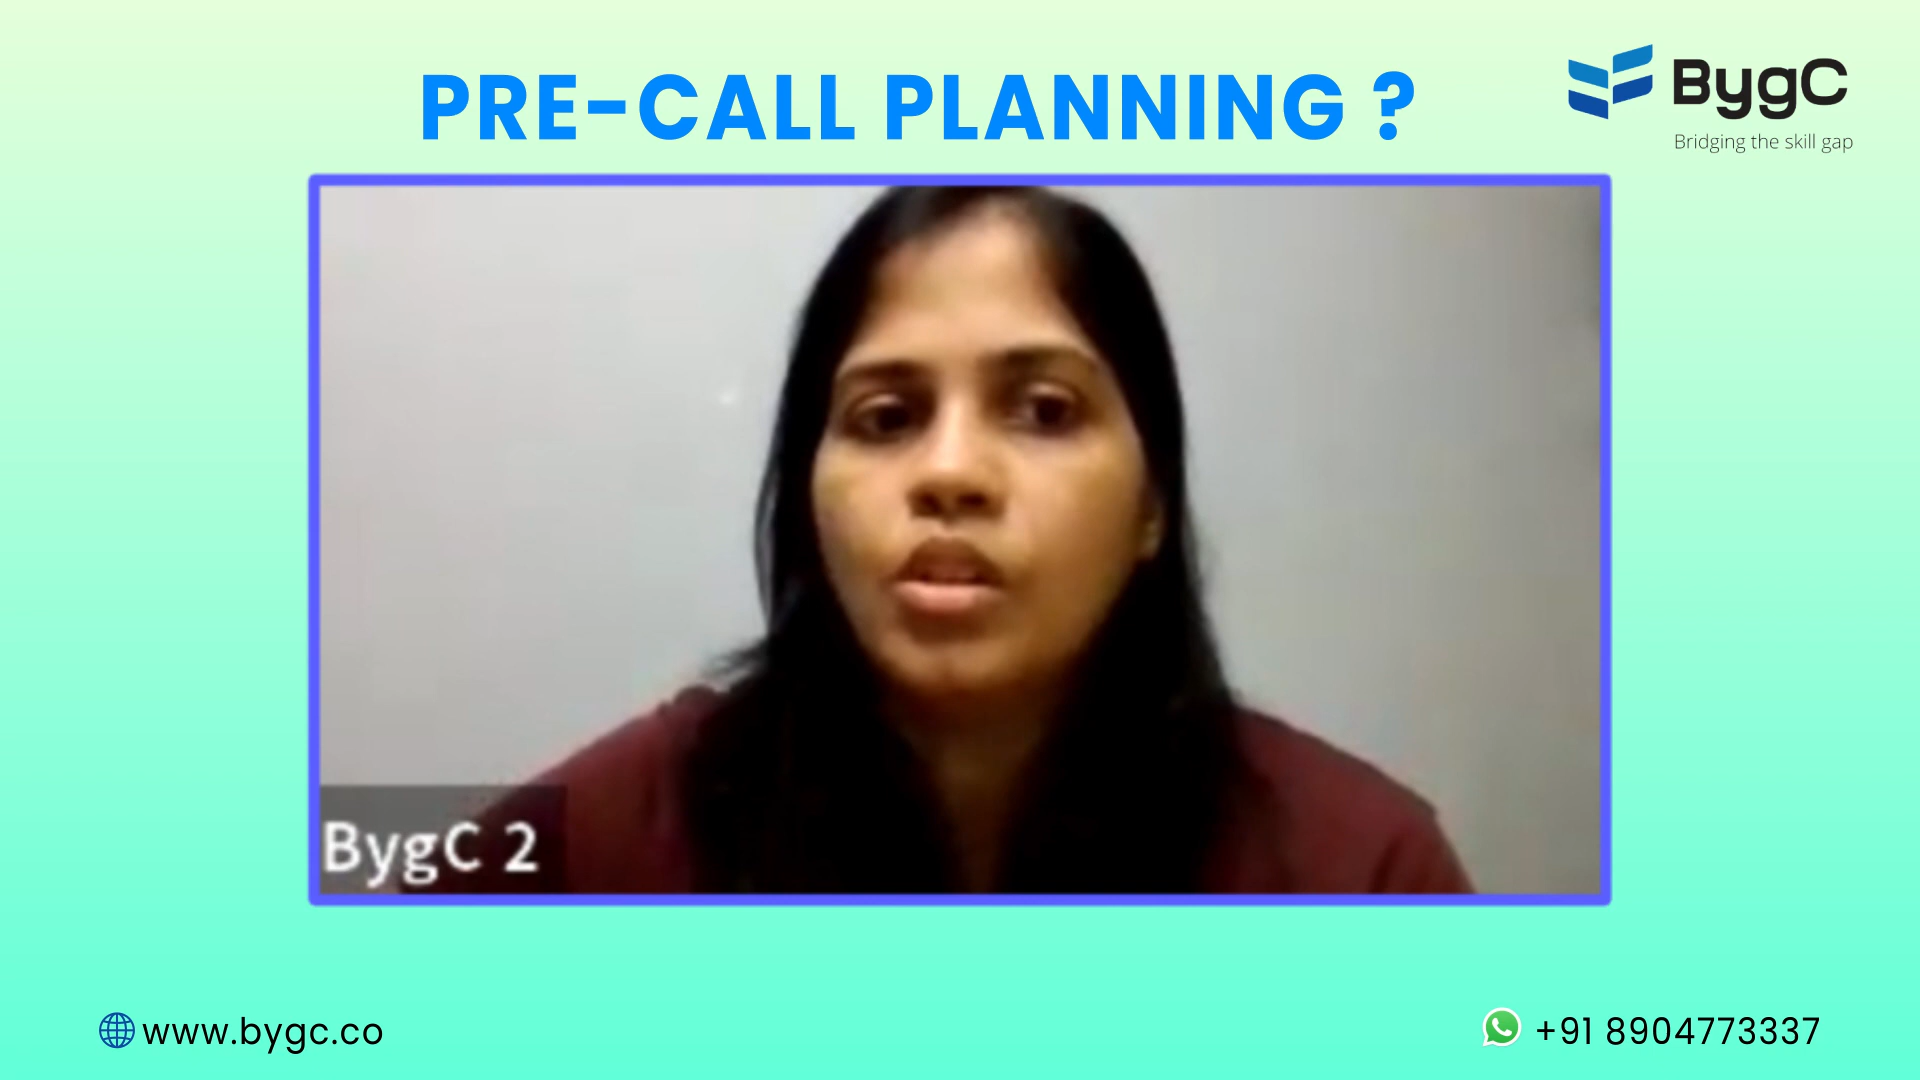 PRE-CALL PLANNING ?
BygC
Bridging the skill gap
BygC 2
www.bygc.co
+91 8904773337